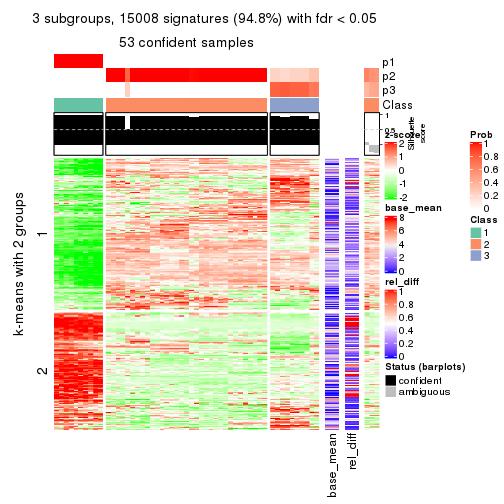 3 subgroups, 15008 signatures (94.8%) with fdr < 0.05
53 confident samples
p1
p2
p3
Class
1
0.5
Silhouette
score
k-means with 2 groups
1
2
base_mean
rel_diff
z-score
2
1
0
-1
-2
base_mean
8
6
4
2
0
rel_diff
1
0.8
0.6
0.4
0.2
0
Status (barplots)
confident
ambiguous
Prob
1
0.8
0.6
0.4
0.2
0
Class
1
2
3